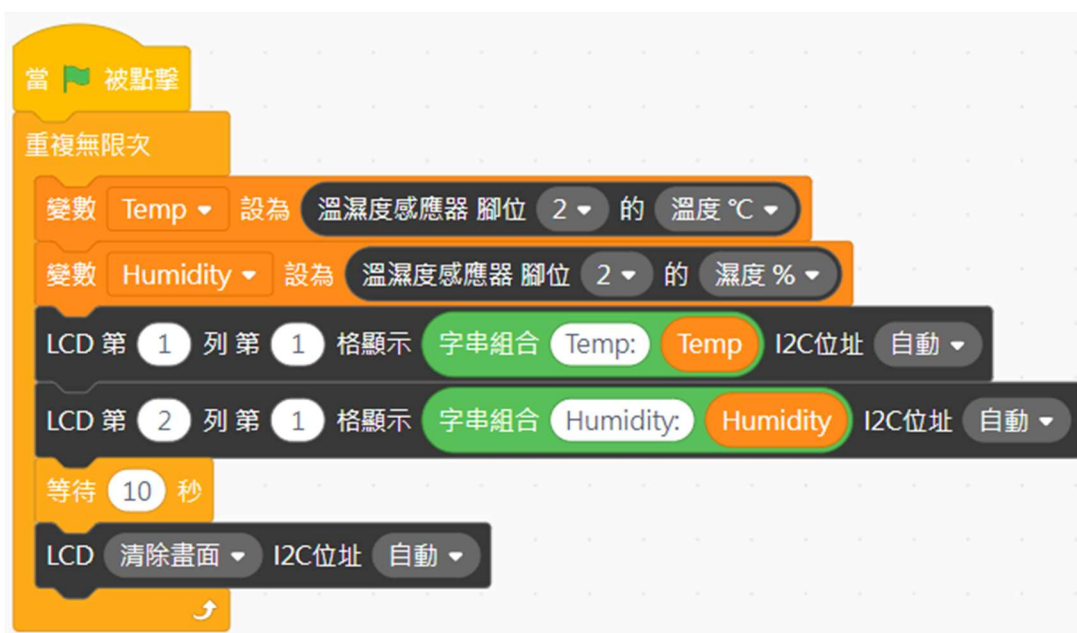 當 被點擊
重複無限次
變數 Temp 設為 溫濕度感應器 腳位 2 的 溫度 ℃
變數 Humidity 設為 溫濕度感應器 腳位 2 的 濕度 %
LCD 第 1 列 第 1 格顯示 字串組合 Temp: Temp I2C位址 自動
LCD 第 2 列 第 1 格顯示 字串組合 Humidity: Humidity I2C位址 自動
等待 10 秒
LCD 清除畫面 I2C位址 自動